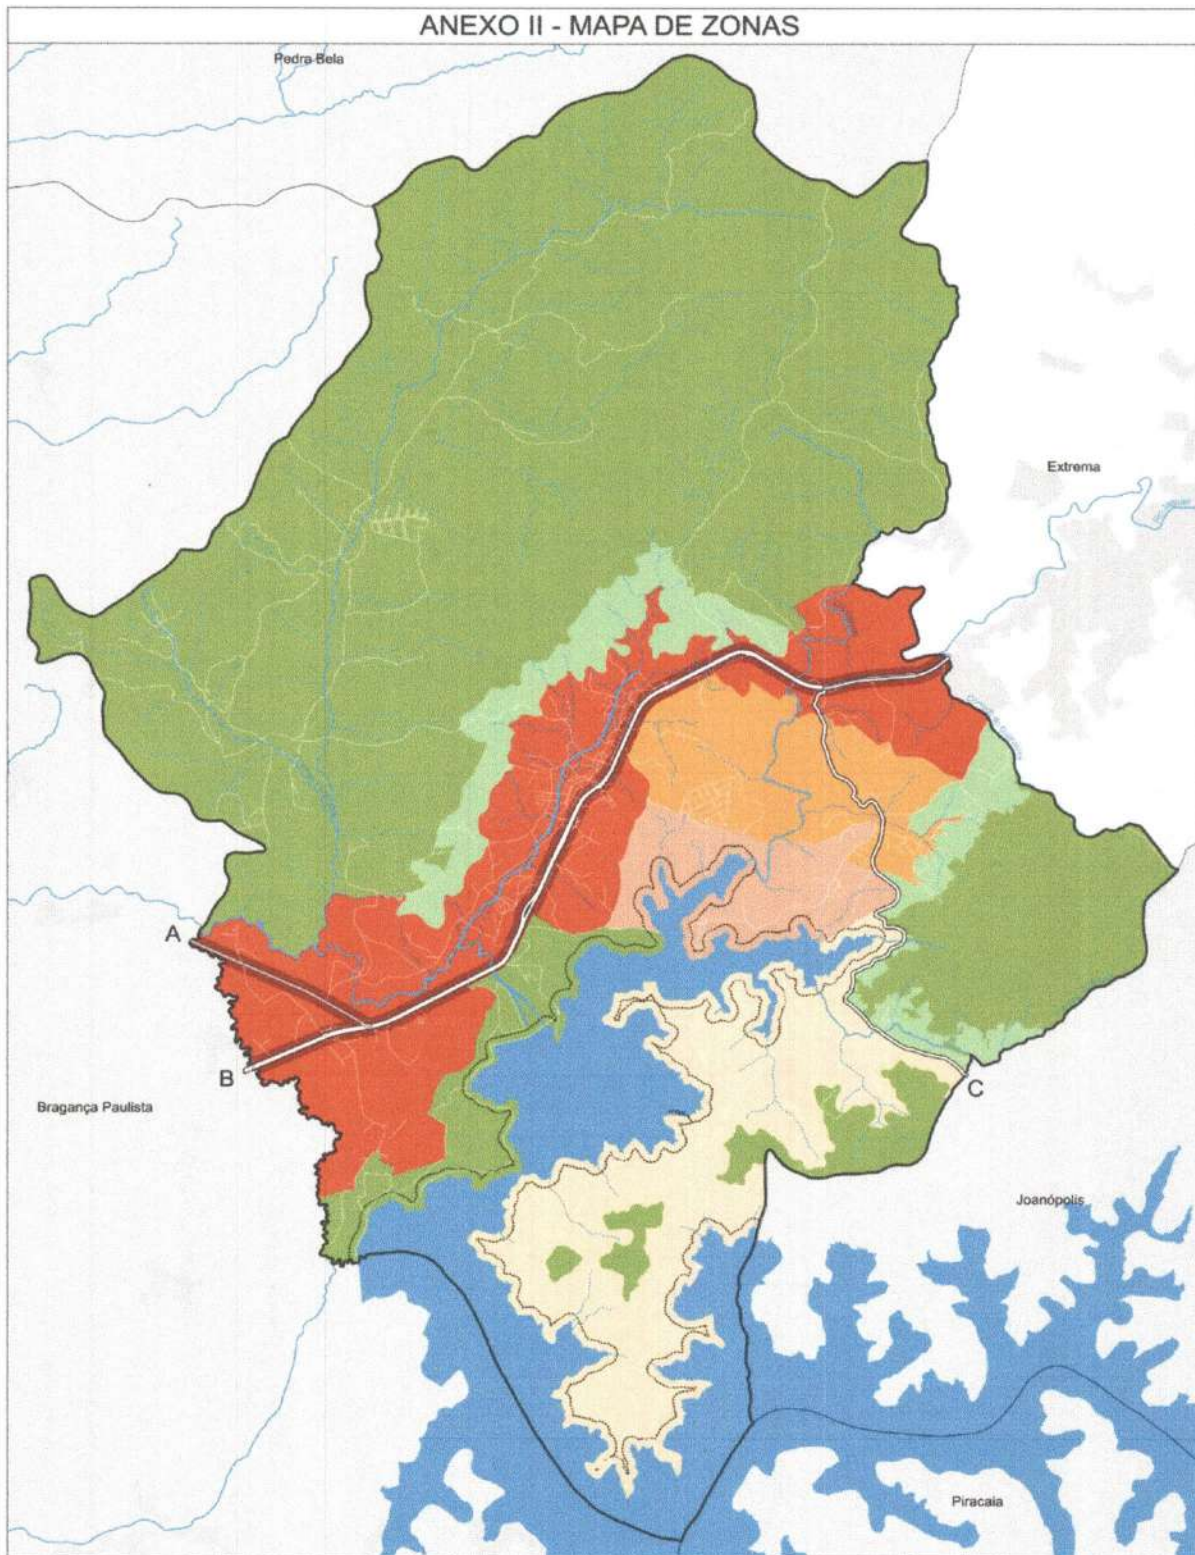 ANEXO II - MAPA DE ZONAS
Pedra Bela
Extrema
A
B
C
Bragança Paulista
Joanópolis
Piracaia